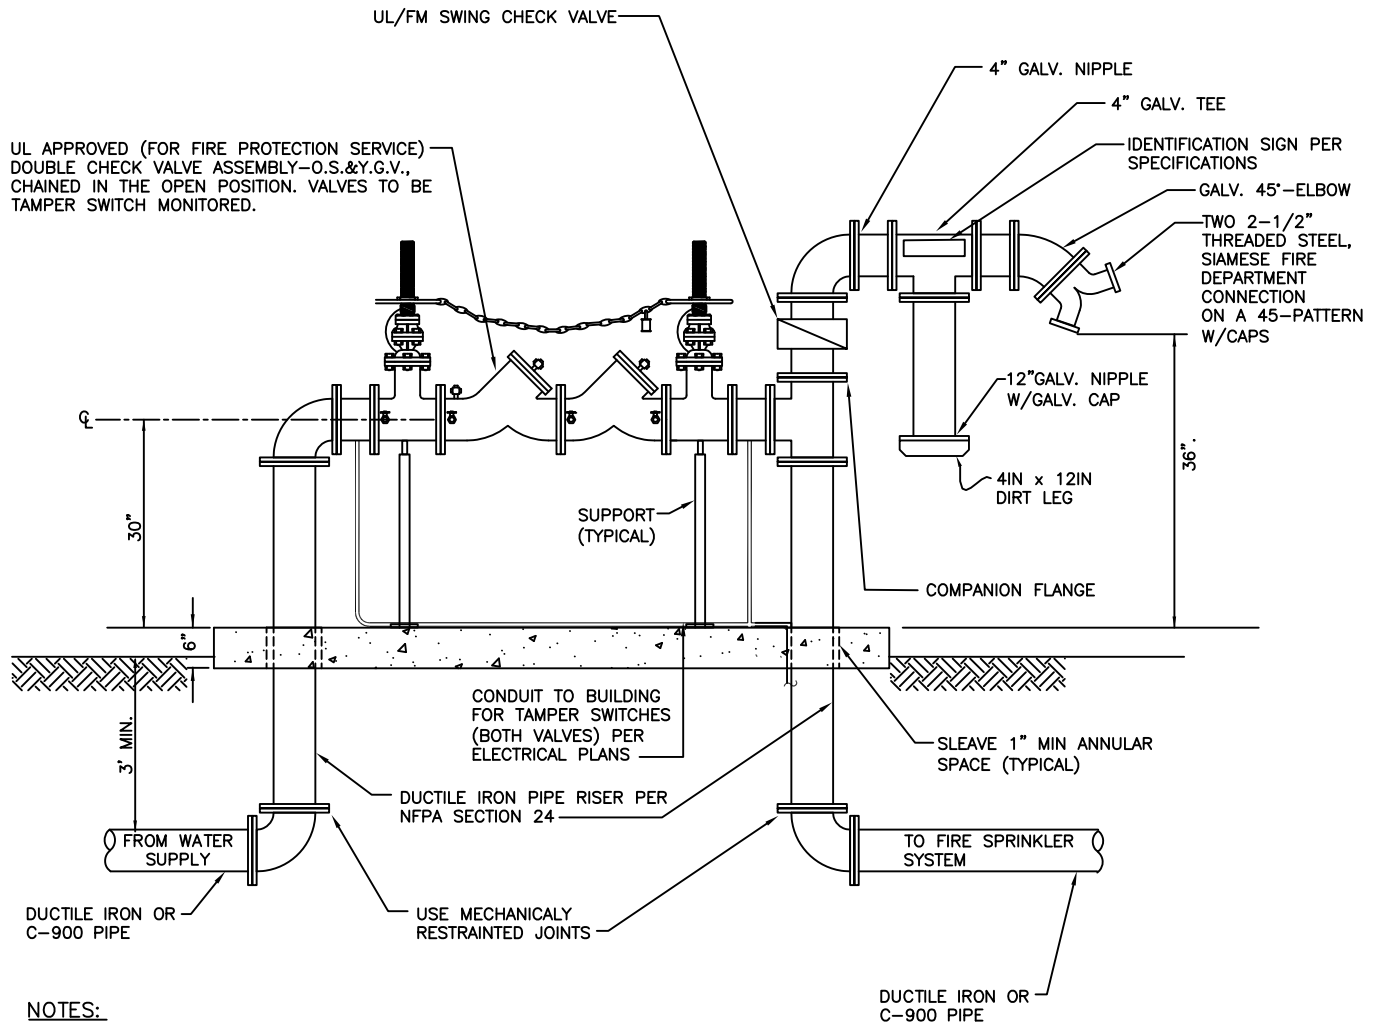 UL/FM SWING CHECK VALVE
4" GALV. NIPPLE
4" GALV. TEE
IDENTIFICATION SIGN PER
SPECIFICATIONS
GALV. 45°-ELBOW
TWO 2-1/2"
THREADED STEEL,
SIAMESE FIRE
DEPARTMENT
CONNECTION
ON A 45-PATTERN
W/CAPS
UL APPROVED (FOR FIRE PROTECTION SERVICE)
DOUBLE CHECK VALVE ASSEMBLY-O.S.&Y.G.V.,
CHAINED IN THE OPEN POSITION. VALVES TO BE
TAMPER SWITCH MONITORED.
12"GALV. NIPPLE
W/GALV. CAP
℄
36".
4IN x 12IN
DIRT LEG
30"
SUPPORT
(TYPICAL)
COMPANION FLANGE
6"
CONDUIT TO BUILDING
FOR TAMPER SWITCHES
(BOTH VALVES) PER
ELECTRICAL PLANS
3' MIN.
SLEAVE 1" MIN ANNULAR
SPACE (TYPICAL)
DUCTILE IRON PIPE RISER PER
NFPA SECTION 24
FROM WATER
SUPPLY
TO FIRE SPRINKLER
SYSTEM
DUCTILE IRON OR
C-900 PIPE
USE MECHANICALY
RESTRAINTED JOINTS
DUCTILE IRON OR
C-900 PIPE
NOTES: